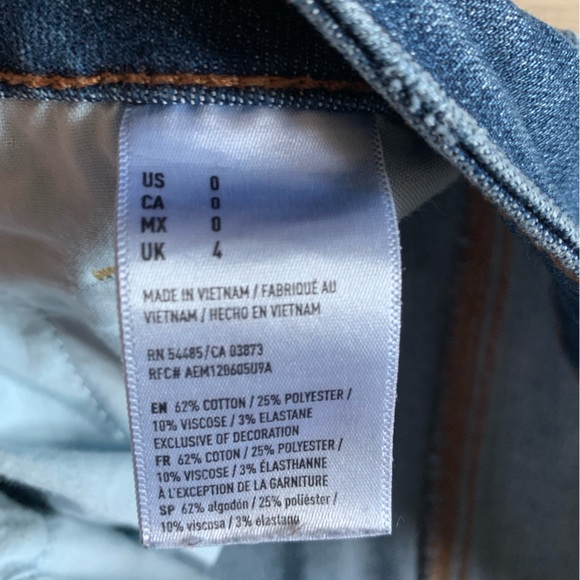 US 0
CA 0
MX 0
UK 4
MADE IN VIETNAM / FABRIQUÉ AU
VIETNAM / HECHO EN VIETNAM
RN 54485/CA 03873
RFC# AEM120605U9A
EN 62% COTTON / 25% POLYESTER /
10% VISCOSE / 3% ELASTANE
EXCLUSIVE OF DECORATION
FR 62% COTON / 25% POLYESTER /
10% VISCOSE / 3% ÉLASTHANNE
À L'EXCEPTION DE LA GARNITURE
SP 62% algodón / 25% poliéster /
10% viscosa / 3% elastano